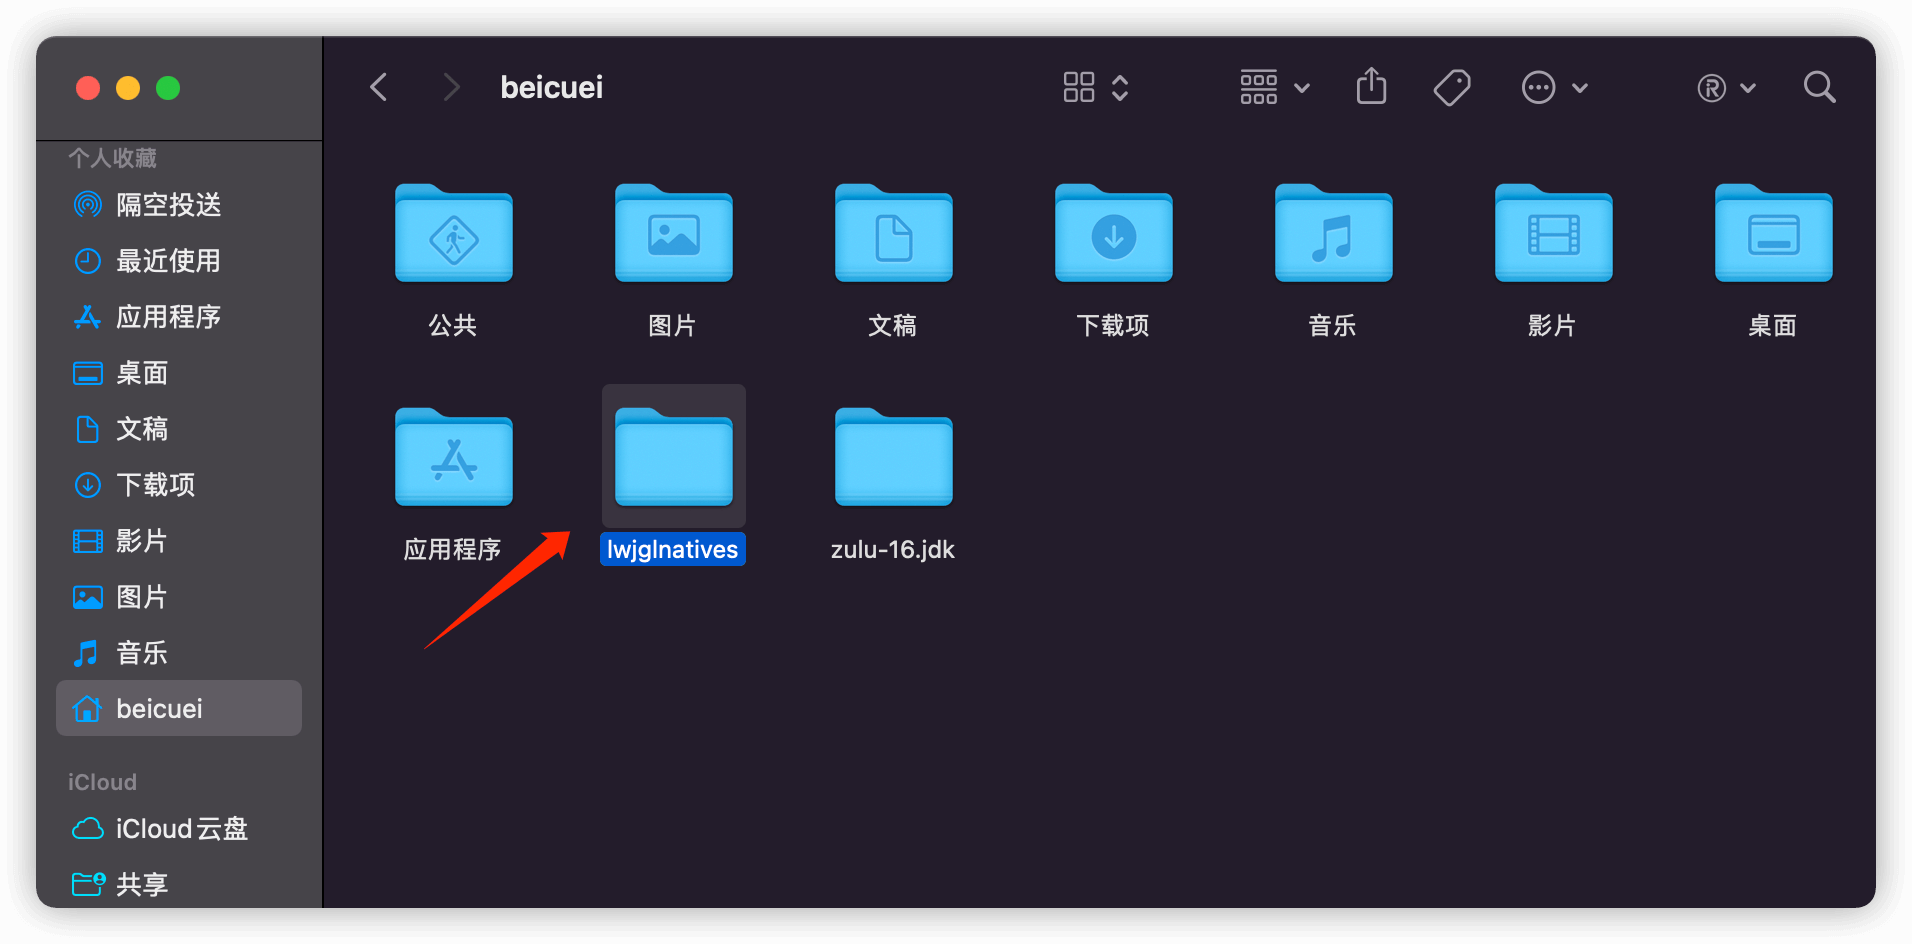 beicuei
个人收藏
隔空投送
最近使用
应用程序
桌面
文稿
下载项
影片
图片
音乐
beicuei
iCloud
iCloud云盘
共享
公共
图片
文稿
下载项
音乐
影片
桌面
应用程序
lwjglnatives
zulu-16.jdk